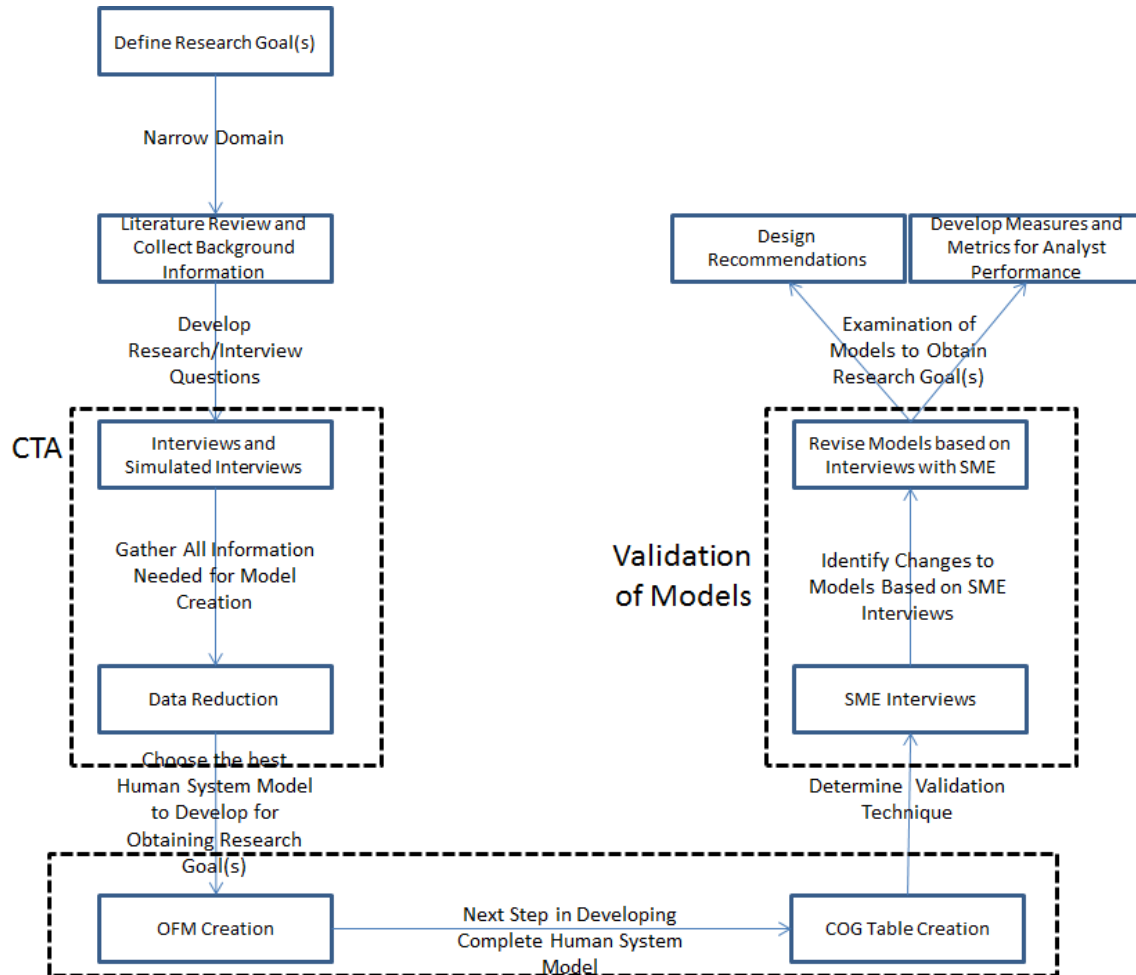 Define Research Goal(s)
Narrow Domain
Literature Review and
Collect Background
Information
Develop
Research/Interview
Questions
CTA
Interviews and
Simulated Interviews
Gather All Information
Needed for Model
Creation
Data Reduction
Choose the best
Human System Model
to Develop for
Obtaining Research
Goal(s)
OFM Creation
Next Step in Developing
Complete Human System
Model
COG Table Creation
Determine Validation
Technique
SME Interviews
Identify Changes to
Models Based on SME
Interviews
Validation
of Models
Revise Models based on
Interviews with SME
Examination of
Models to Obtain
Research Goal(s)
Design
Recommendations
Develop Measures and
Metrics for Analyst
Performance